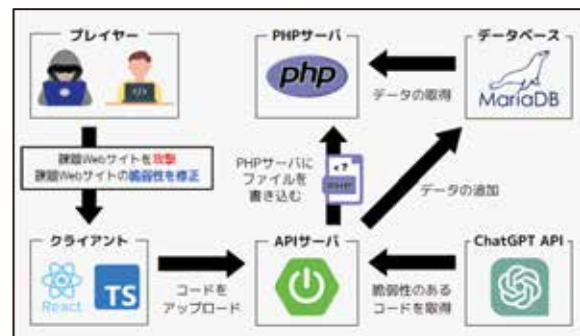 プレイヤー
PHPサーバ
データベース
php
MariaDB
データの取得
課題Webサイトを攻撃
課題Webサイトの脆弱性を修正
PHPサーバに
ファイルを
書き込む
<?
PHP
データの追加
クライアント
APIサーバ
ChatGPT API
React
TS
コードを
アップロード
脆弱性のある
コードを取得